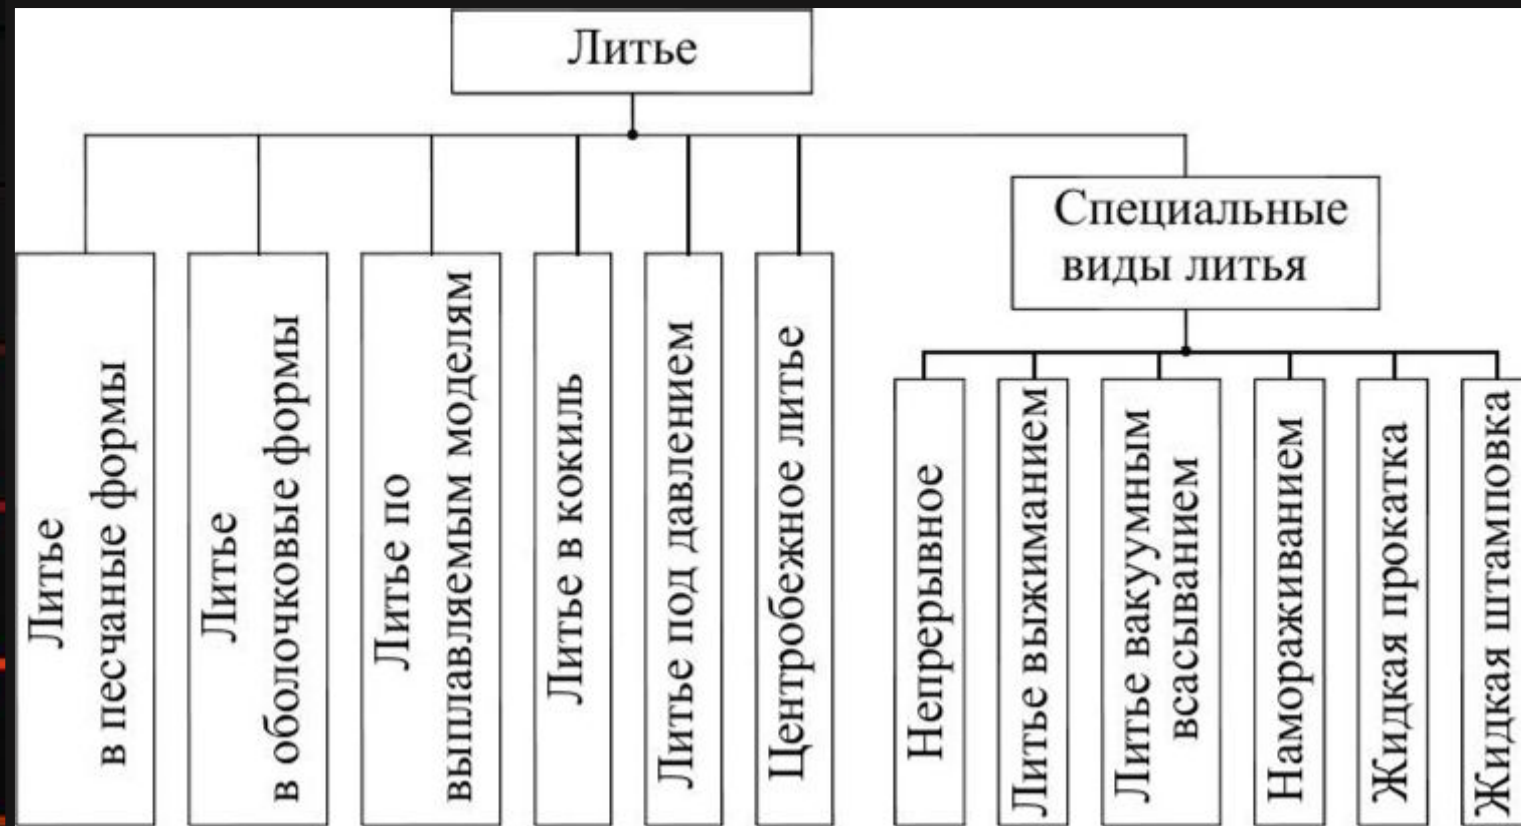 Литье
Специальные
виды литья
Литье
в песчаные формы
Литье
в оболочковые формы
Литье по
выплавляемым моделям
Литье в кокиль
Литье под давлением
Центробежное литье
Непрерывное
Литье выжиманием
Литье вакуумным
всасыванием
Намораживанием
Жидкая прокатка
Жидкая штамповка